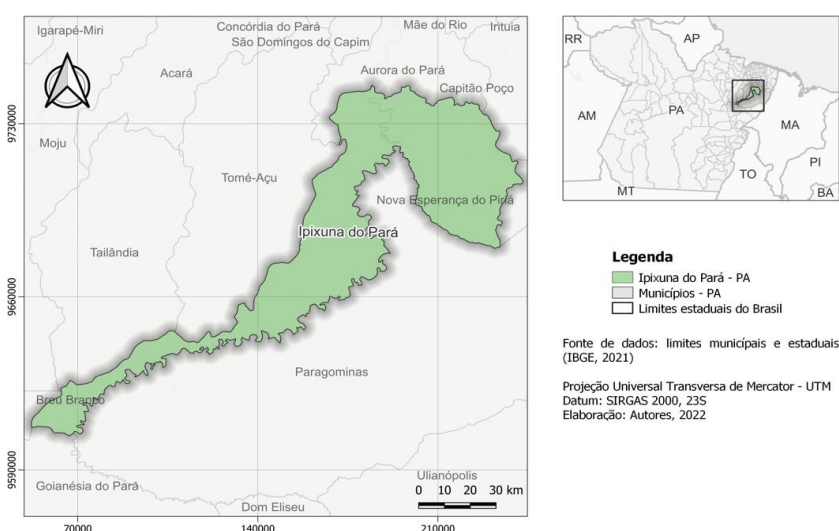 Igarapé-Miri
Concórdia do Pará
São Domingos do Capim
Mãe do Rio
Irituia
Acará
Aurora do Pará
Capitão Poço
9730000
Moju
Tomé-Açu
Nova Esperança do Piriá
Ipixuna do Pará
Tailândia
9660000
Paragominas
Breu Branco
9590000
Goianésia do Pará
Ulianópolis
0 10 20 30 km
Dom Eliseu
70000
140000
210000
RR
AP
AM
PA
MA
PI
TO
MT
BA
Legenda
Ipixuna do Pará - PA
Municípios - PA
Limites estaduais do Brasil
Fonte de dados: limites municípais e estaduais
(IBGE, 2021)
Projeção Universal Transversa de Mercator - UTM
Datum: SIRGAS 2000, 23S
Elaboração: Autores, 2022